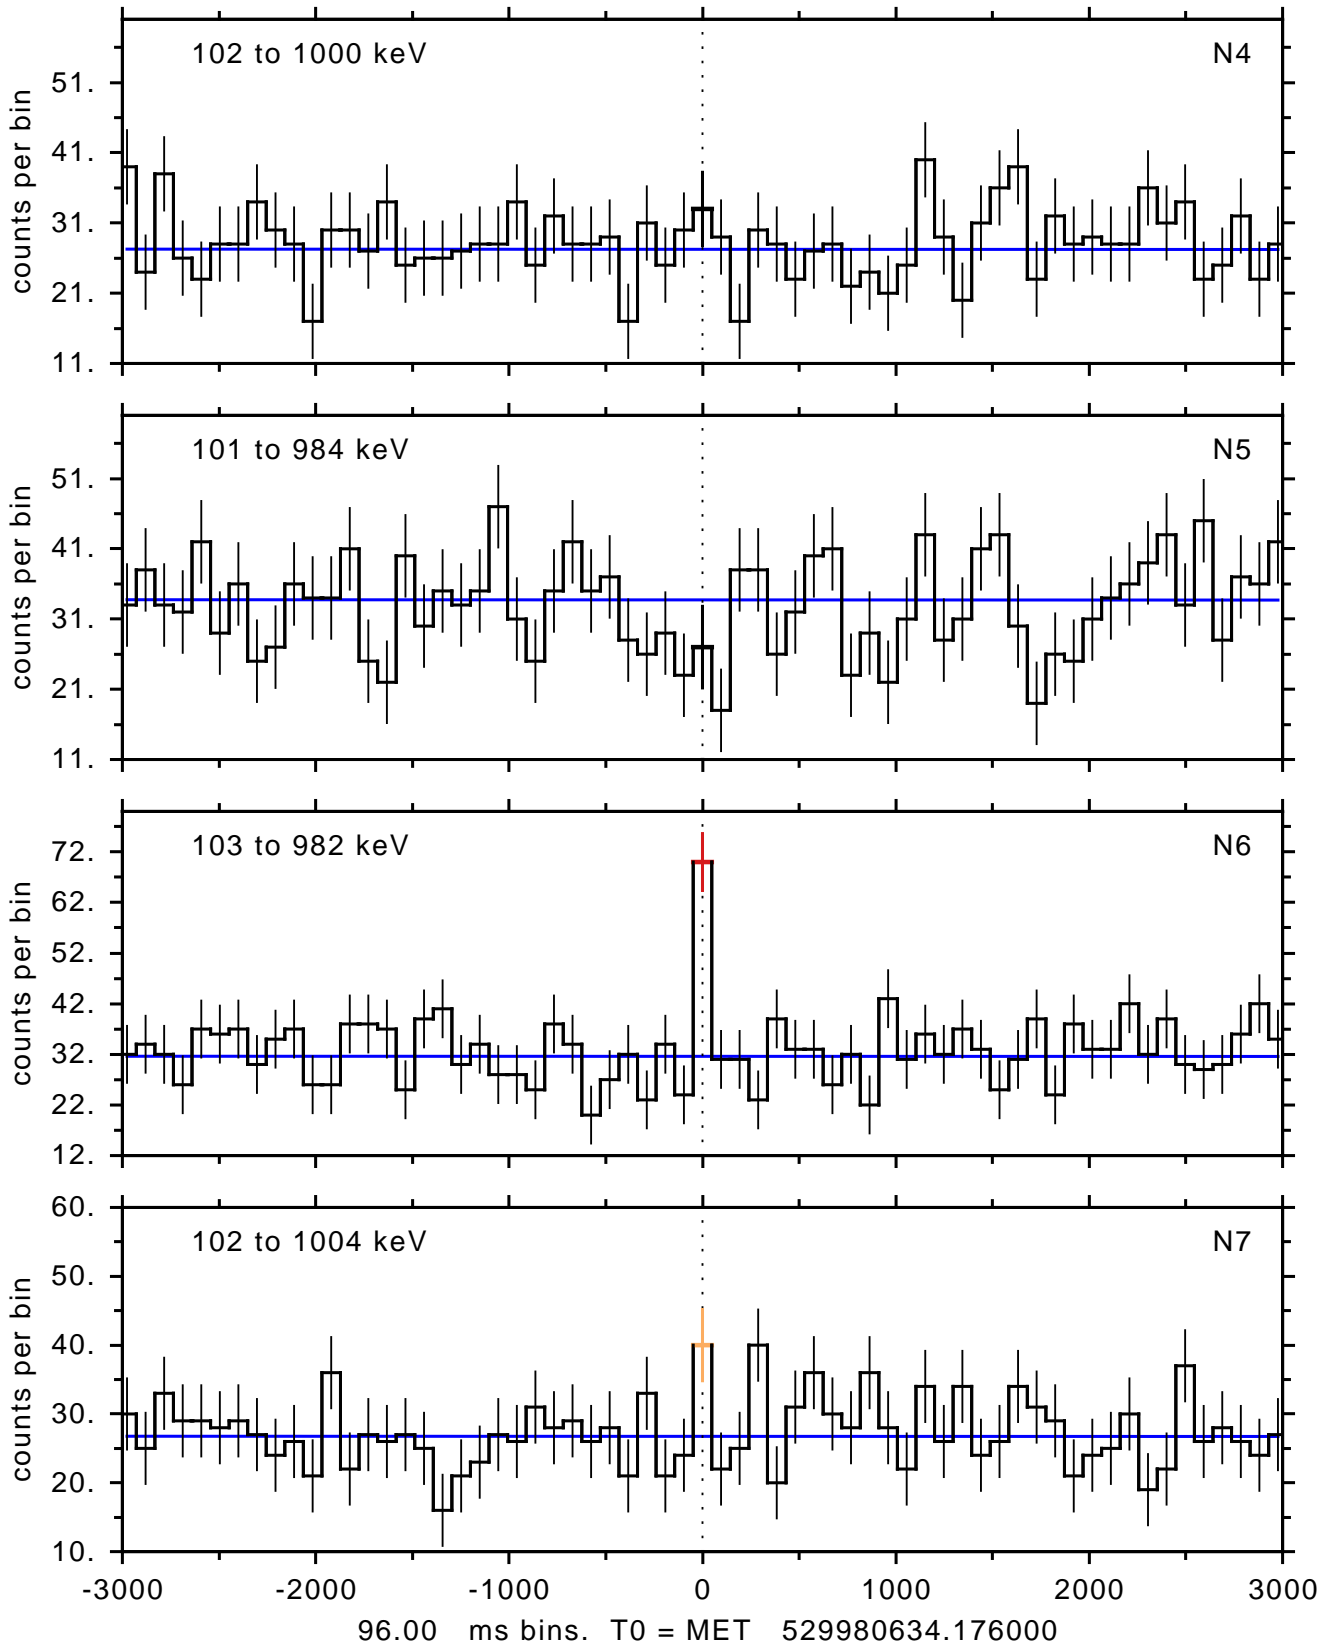 102 to 1000 keV N4
counts per bin
51.
41.
31.
21.
11.
101 to 984 keV N5
counts per bin
51.
41.
31.
21.
11.
103 to 982 keV N6
counts per bin
72.
62.
52.
42.
32.
22.
12.
102 to 1004 keV N7
counts per bin
60.
50.
40.
30.
20.
10.
-3000 -2000 -1000 0 1000 2000 3000
96.00 ms bins. T0 = MET 529980634.176000